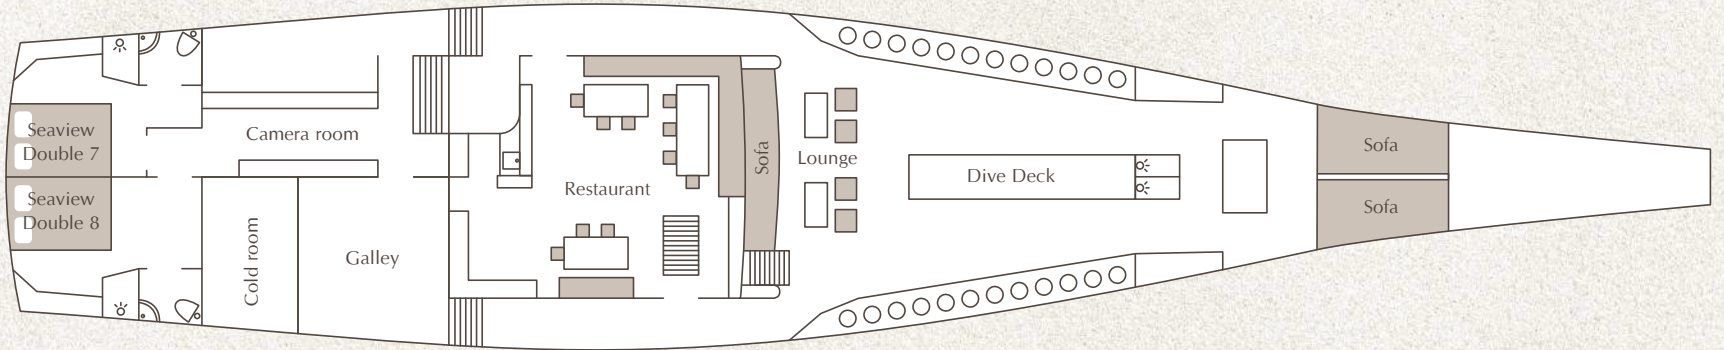 Seaview
Double 7
Seaview
Double 8
Camera room
Cold room
Galley
Restaurant
Sofa
Lounge
Dive Deck
Sofa
Sofa